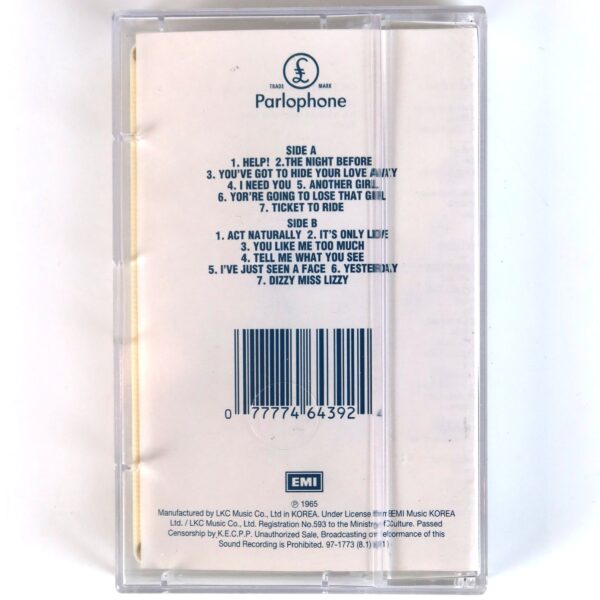 £
TRADE MARK
Parlophone
SIDE A
1. HELP! 2.THE NIGHT BEFORE
3. YOU'VE GOT TO HIDE YOUR LOVE AWAY
4. I NEED YOU 5. ANOTHER GIRL
6. YOR'RE GOING TO LOSE THAT GIRL
7. TICKET TO RIDE
SIDE B
1. ACT NATURALLY 2. IT'S ONLY LOVE
3. YOU LIKE ME TOO MUCH
4. TELL ME WHAT YOU SEE
5. I'VE JUST SEEN A FACE 6. YESTERDAY
7. DIZZY MISS LIZZY
0 77774 64392
EMI
℗ 1965
Manufactured by LKC Music Co., Ltd in KOREA. Under License from EMI Music KOREA
Ltd. / LKC Music Co., Ltd. Registration No.593 to the Ministry of Culture. Passed
Censorship by K.E.C.P.P. Unauthorized Sale, Broadcasting or Performance of this
Sound Recording is Prohibited. 97-1773 (8.1)